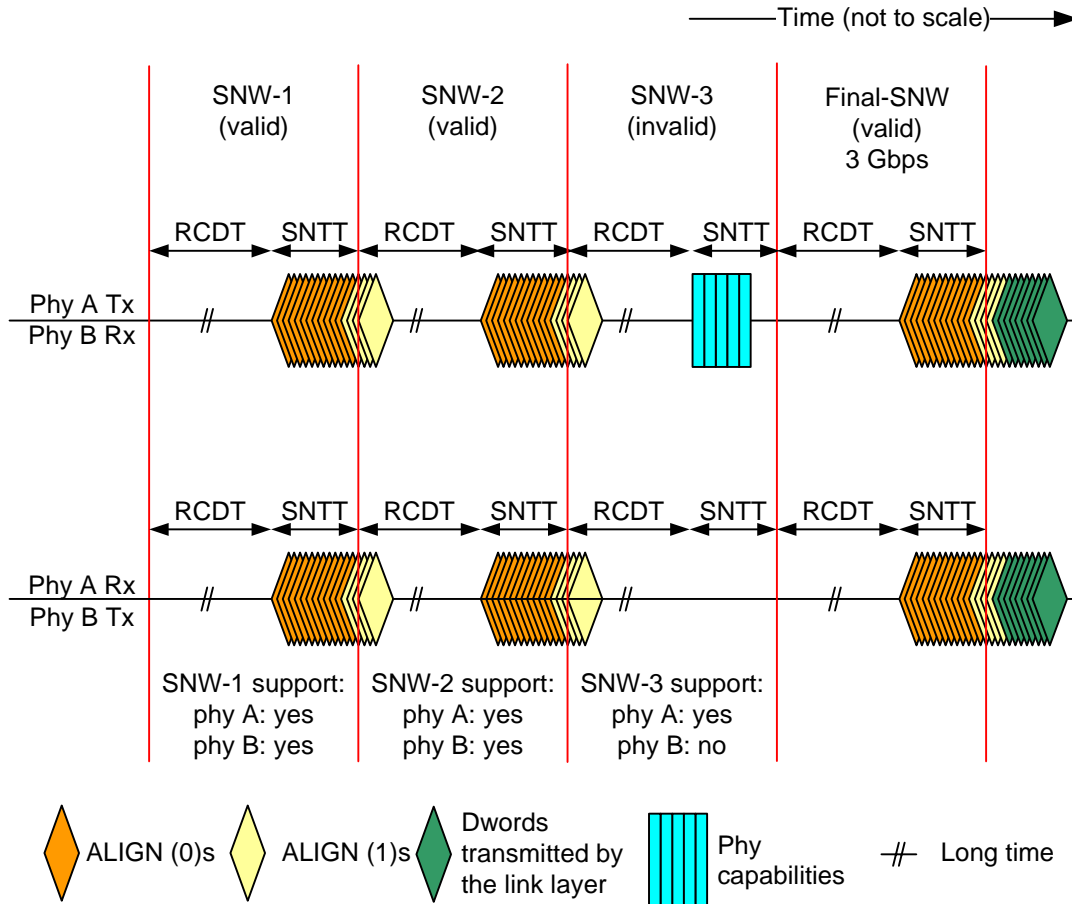 Time (not to scale)
SNW-1
(valid)
SNW-2
(valid)
SNW-3
(invalid)
Final-SNW
(valid)
3 Gbps
RCDT SNTT RCDT SNTT RCDT SNTT RCDT SNTT
Phy A Tx
Phy B Rx
RCDT SNTT RCDT SNTT RCDT SNTT RCDT SNTT
Phy A Rx
Phy B Tx
SNW-1 support:
phy A: yes
phy B: yes
SNW-2 support:
phy A: yes
phy B: yes
SNW-3 support:
phy A: yes
phy B: no
ALIGN (0)s
ALIGN (1)s
Dwords
transmitted by
the link layer
Phy
capabilities
Long time